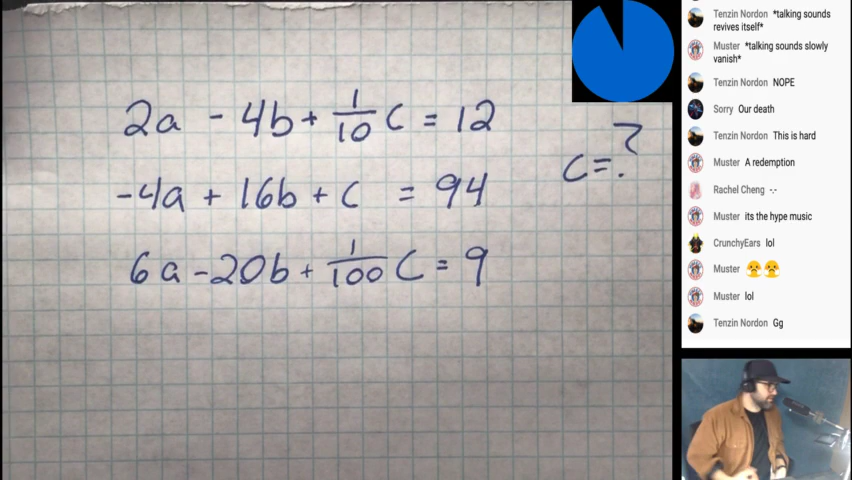 2a - 4b + 1/10 c = 12
-4a + 16b + c = 94
6a - 20b + 1/100 c = 9
c = ?
Tenzin Nordon *talking sounds
revives itself*
Muster *talking sounds slowly
vanish*
Tenzin Nordon NOPE
Sorry Our death
Tenzin Nordon This is hard
Muster A redemption
Rachel Cheng -.-
Muster its the hype music
CrunchyEars lol
Muster 😤😤
Muster lol
Tenzin Nordon Gg